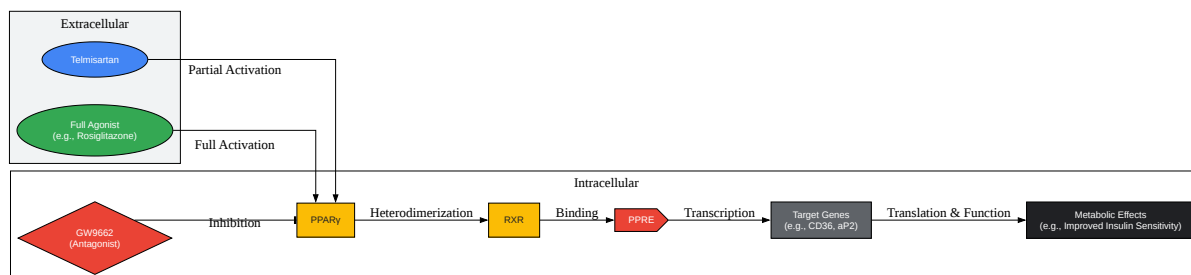 Extracellular
Telmisartan
Partial Activation
Full Agonist
(e.g., Rosiglitazone)
Full Activation
Intracellular
GW9662
(Antagonist)
Inhibition
PPARγ
Heterodimerization
RXR
Binding
PPRE
Transcription
Target Genes
(e.g., CD36, aP2)
Translation & Function
Metabolic Effects
(e.g., Improved Insulin Sensitivity)